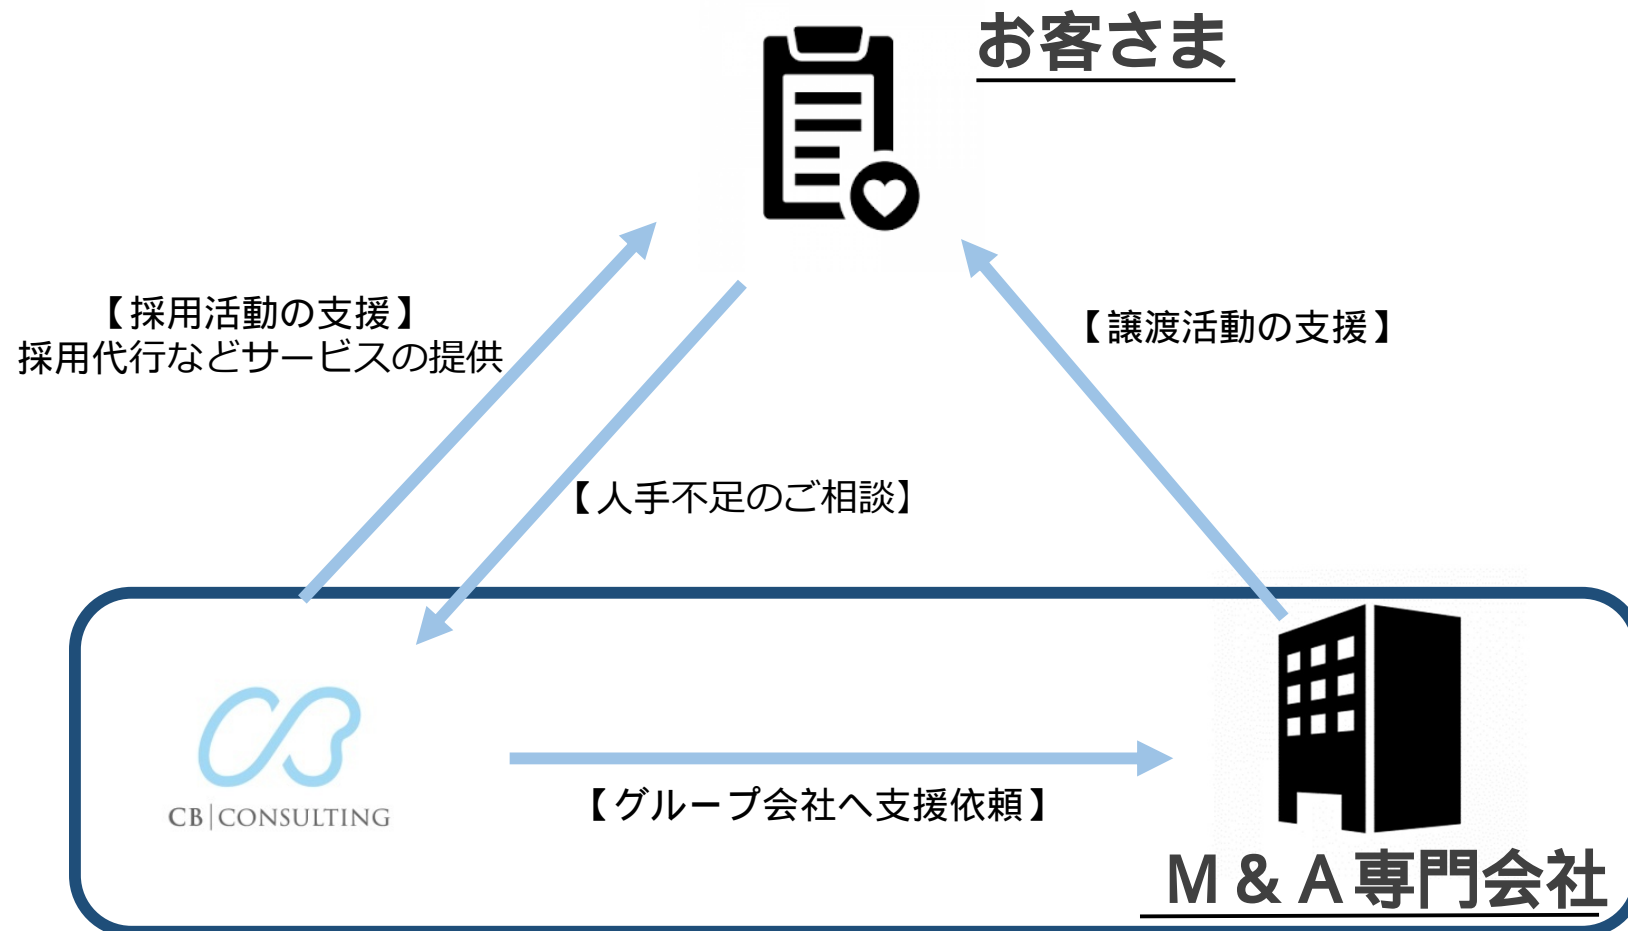 お客さま
【採用活動の支援】
採用代行などサービスの提供
【譲渡活動の支援】
【人手不足のご相談】
CB|CONSULTING
【グループ会社へ支援依頼】
M&A専門会社